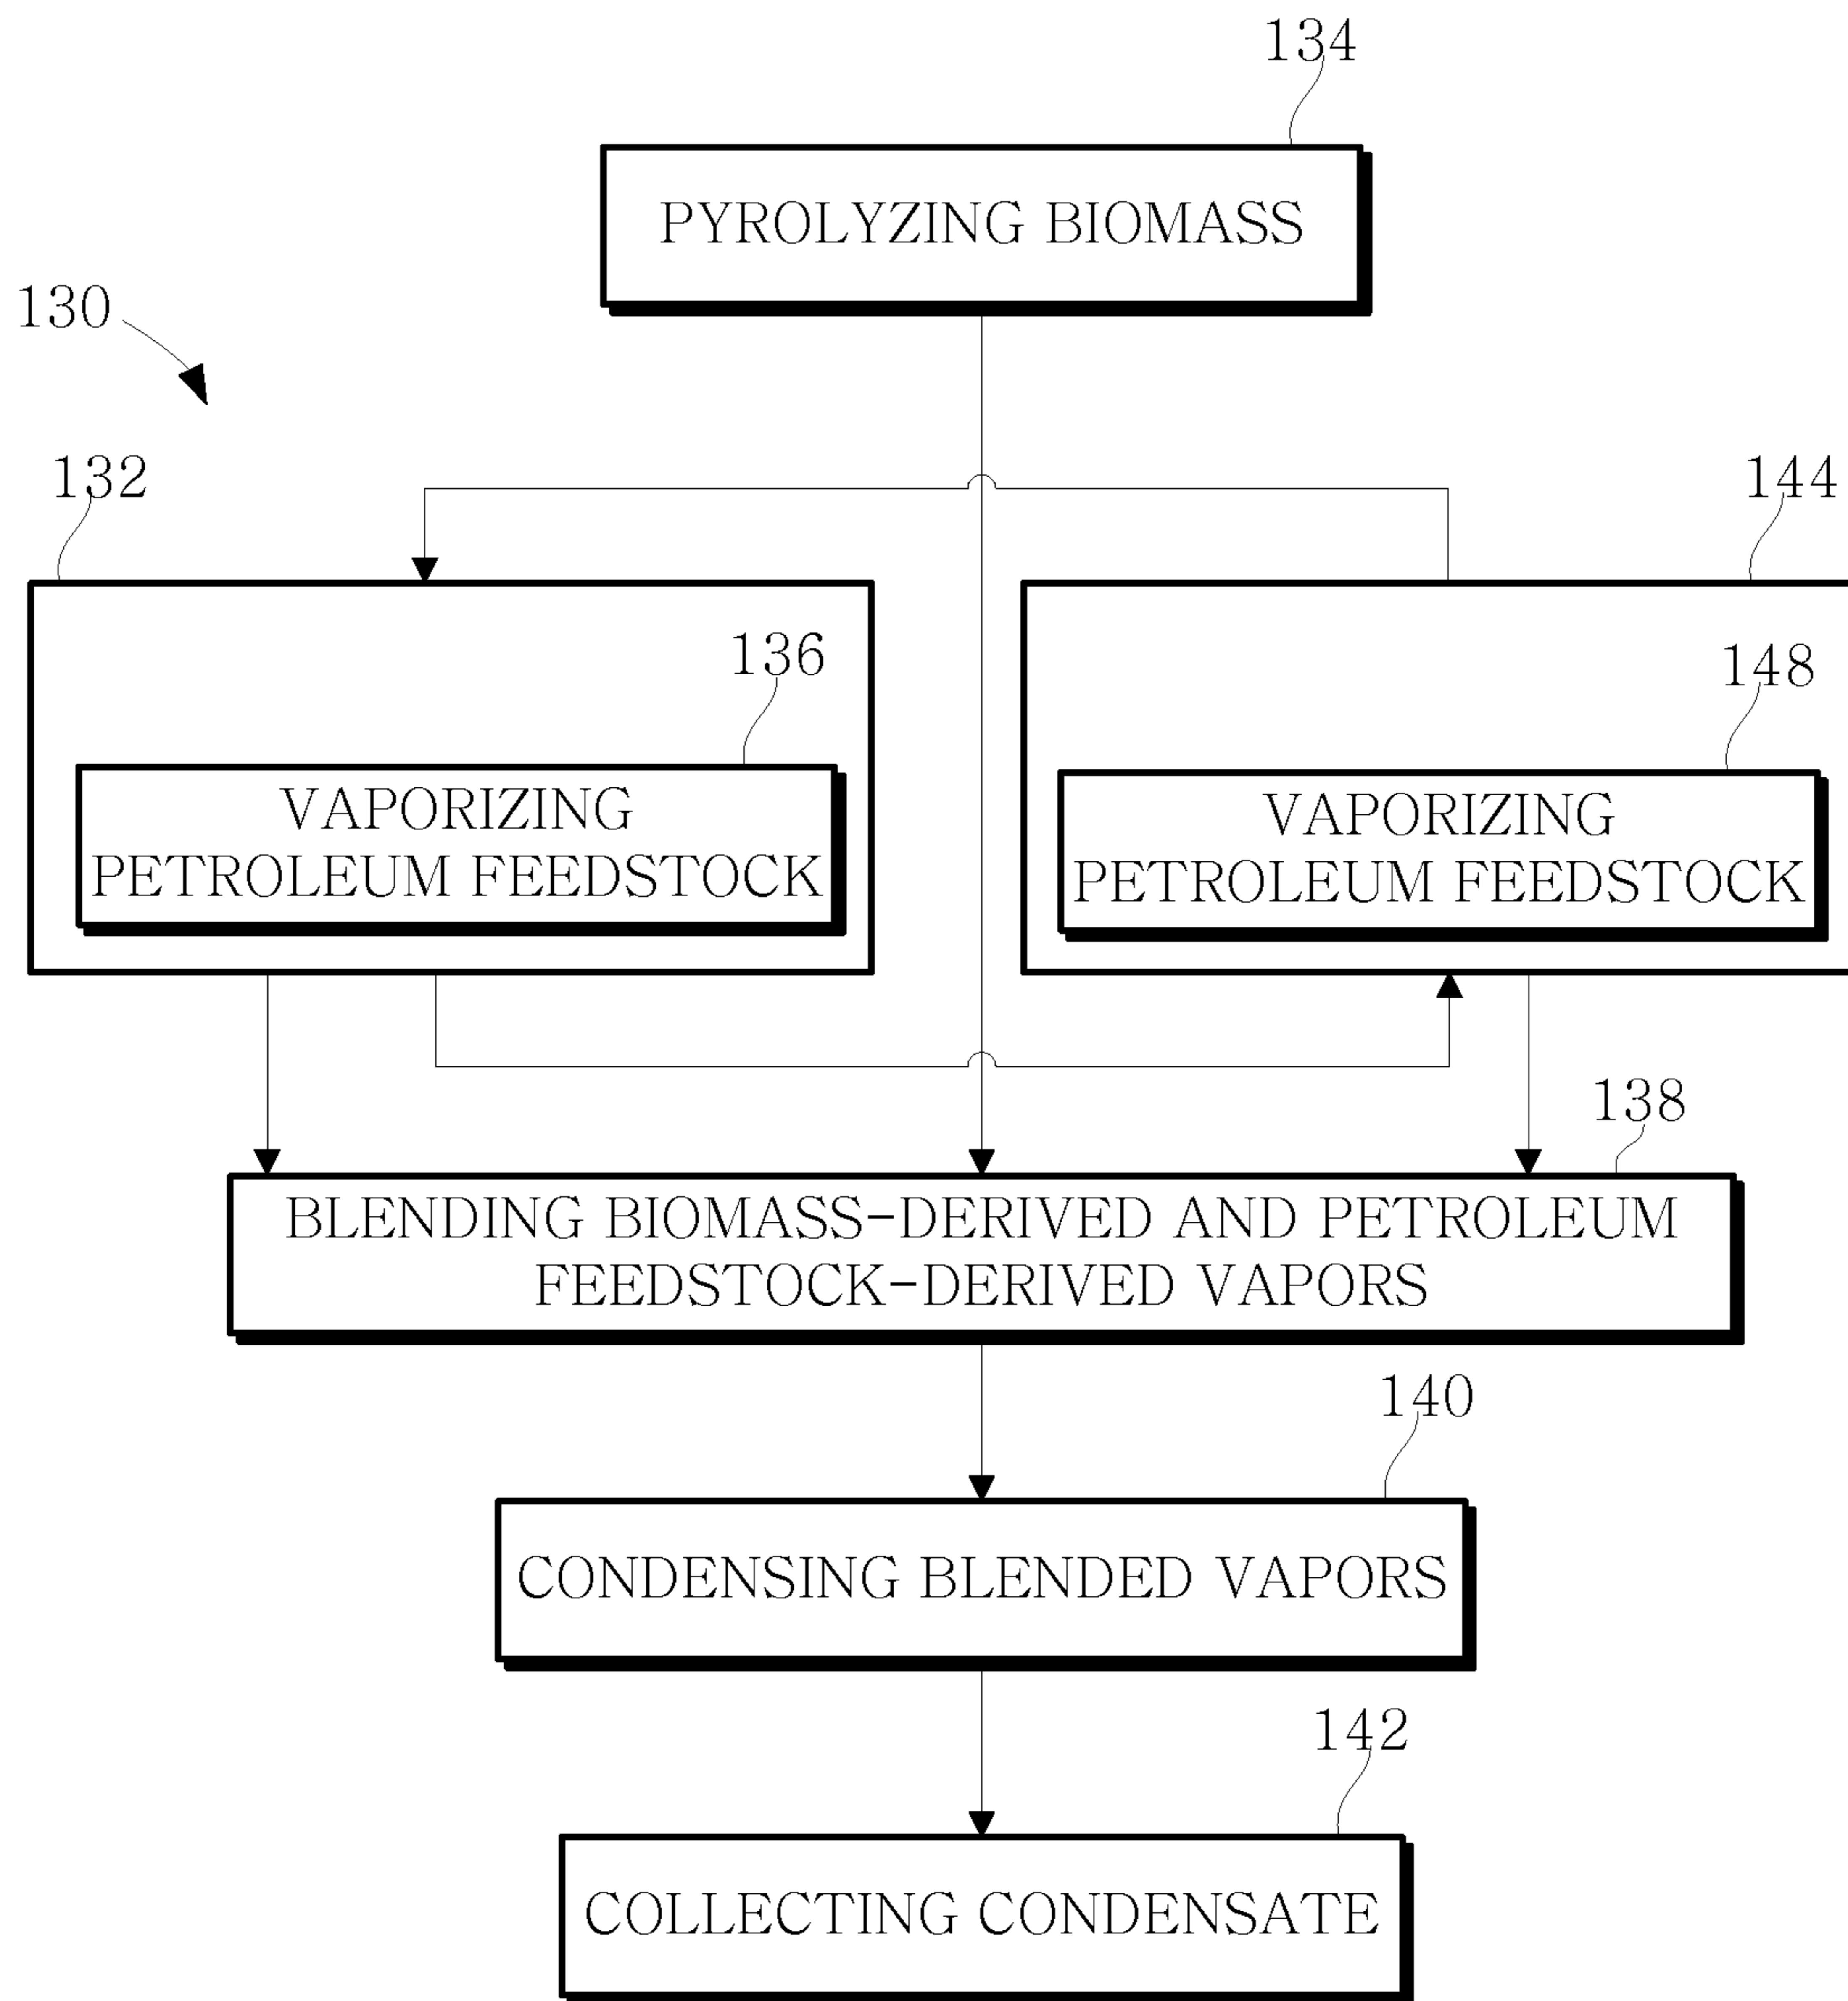 134
PYROLYZING BIOMASS
130
132
144
136
148
VAPORIZING
PETROLEUM FEEDSTOCK
VAPORIZING
PETROLEUM FEEDSTOCK
138
BLENDING BIOMASS-DERIVED AND PETROLEUM
FEEDSTOCK-DERIVED VAPORS
140
CONDENSING BLENDED VAPORS
142
COLLECTING CONDENSATE